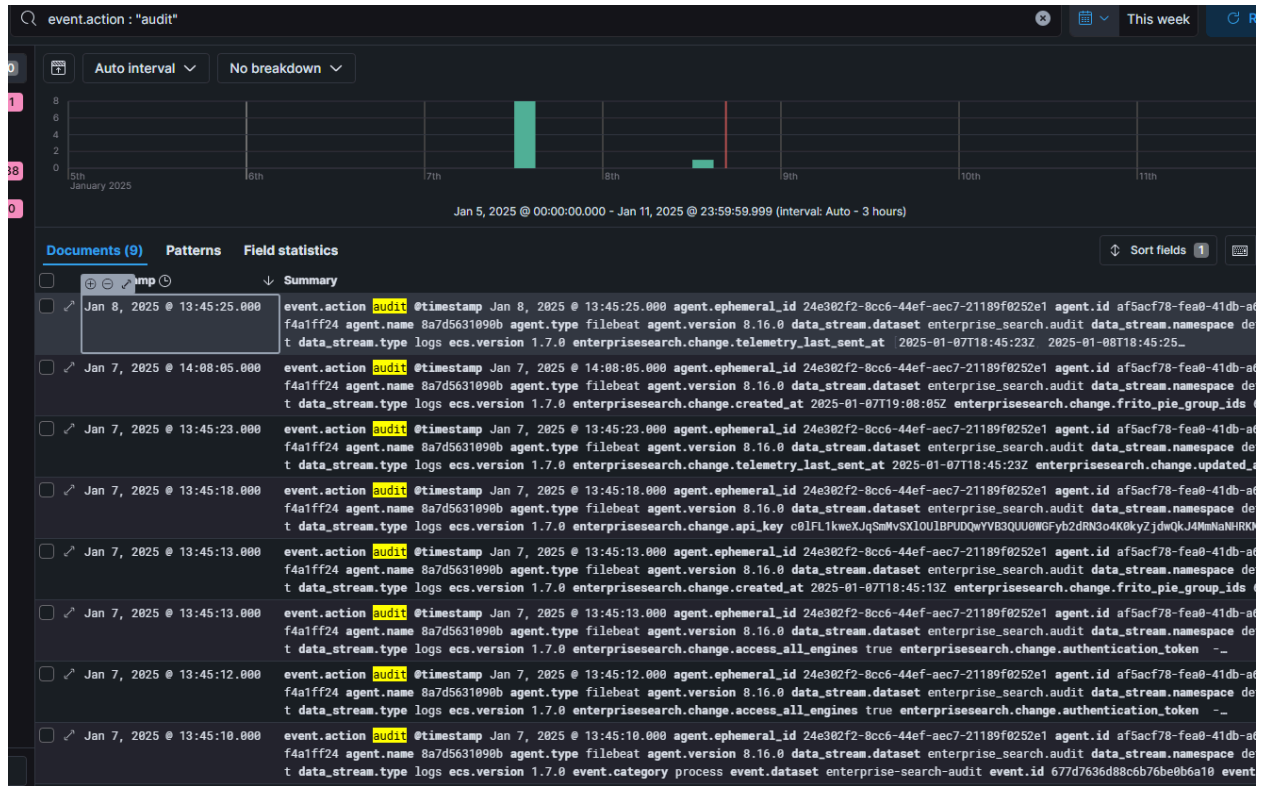 event.action : "audit"
This week
R
0
Auto interval
No breakdown
1
8
6
4
2
0
38
0
5th
6th
7th
8th
9th
10th
11th
January 2025
Jan 5, 2025 @ 00:00:00.000 - Jan 11, 2025 @ 23:59:59.999 (interval: Auto - 3 hours)
Documents (9) Patterns Field statistics
Sort fields 1
mp
Summary
Jan 8, 2025 @ 13:45:25.000
event.action audit @timestamp Jan 8, 2025 @ 13:45:25.000 agent.ephemeral_id 24e302f2-8cc6-44ef-aec7-21189f0252e1 agent.id af5acf78-fea0-41db-a6
f4a1ff24 agent.name 8a7d5631090b agent.type filebeat agent.version 8.16.0 data_stream.dataset enterprise_search.audit data_stream.namespace de
t data_stream.type logs ecs.version 1.7.0 enterprisesearch.change.telemetry_last_sent_at 2025-01-07T18:45:23Z 2025-01-08T18:45:25…
Jan 7, 2025 @ 14:08:05.000
event.action audit @timestamp Jan 7, 2025 @ 14:08:05.000 agent.ephemeral_id 24e302f2-8cc6-44ef-aec7-21189f0252e1 agent.id af5acf78-fea0-41db-a6
f4a1ff24 agent.name 8a7d5631090b agent.type filebeat agent.version 8.16.0 data_stream.dataset enterprise_search.audit data_stream.namespace de
t data_stream.type logs ecs.version 1.7.0 enterprisesearch.change.created_at 2025-01-07T19:08:05Z enterprisesearch.change.frito_pie_group_ids
Jan 7, 2025 @ 13:45:23.000
event.action audit @timestamp Jan 7, 2025 @ 13:45:23.000 agent.ephemeral_id 24e302f2-8cc6-44ef-aec7-21189f0252e1 agent.id af5acf78-fea0-41db-a6
f4a1ff24 agent.name 8a7d5631090b agent.type filebeat agent.version 8.16.0 data_stream.dataset enterprise_search.audit data_stream.namespace de
t data_stream.type logs ecs.version 1.7.0 enterprisesearch.change.telemetry_last_sent_at 2025-01-07T18:45:23Z enterprisesearch.change.updated_a
Jan 7, 2025 @ 13:45:18.000
event.action audit @timestamp Jan 7, 2025 @ 13:45:18.000 agent.ephemeral_id 24e302f2-8cc6-44ef-aec7-21189f0252e1 agent.id af5acf78-fea0-41db-a6
f4a1ff24 agent.name 8a7d5631090b agent.type filebeat agent.version 8.16.0 data_stream.dataset enterprise_search.audit data_stream.namespace de
t data_stream.type logs ecs.version 1.7.0 enterprisesearch.change.api_key
Jan 7, 2025 @ 13:45:13.000
event.action audit @timestamp Jan 7, 2025 @ 13:45:13.000 agent.ephemeral_id 24e302f2-8cc6-44ef-aec7-21189f0252e1 agent.id af5acf78-fea0-41db-a6
f4a1ff24 agent.name 8a7d5631090b agent.type filebeat agent.version 8.16.0 data_stream.dataset enterprise_search.audit data_stream.namespace de
t data_stream.type logs ecs.version 1.7.0 enterprisesearch.change.created_at 2025-01-07T18:45:13Z enterprisesearch.change.frito_pie_group_ids
Jan 7, 2025 @ 13:45:13.000
event.action audit @timestamp Jan 7, 2025 @ 13:45:13.000 agent.ephemeral_id 24e302f2-8cc6-44ef-aec7-21189f0252e1 agent.id af5acf78-fea0-41db-a6
f4a1ff24 agent.name 8a7d5631090b agent.type filebeat agent.version 8.16.0 data_stream.dataset enterprise_search.audit data_stream.namespace de
t data_stream.type logs ecs.version 1.7.0 enterprisesearch.change.access_all_engines true enterprisesearch.change.authentication_token -…
Jan 7, 2025 @ 13:45:12.000
event.action audit @timestamp Jan 7, 2025 @ 13:45:12.000 agent.ephemeral_id 24e302f2-8cc6-44ef-aec7-21189f0252e1 agent.id af5acf78-fea0-41db-a6
f4a1ff24 agent.name 8a7d5631090b agent.type filebeat agent.version 8.16.0 data_stream.dataset enterprise_search.audit data_stream.namespace de
t data_stream.type logs ecs.version 1.7.0 enterprisesearch.change.access_all_engines true enterprisesearch.change.authentication_token -…
Jan 7, 2025 @ 13:45:10.000
event.action audit @timestamp Jan 7, 2025 @ 13:45:10.000 agent.ephemeral_id 24e302f2-8cc6-44ef-aec7-21189f0252e1 agent.id af5acf78-fea0-41db-a6
f4a1ff24 agent.name 8a7d5631090b agent.type filebeat agent.version 8.16.0 data_stream.dataset enterprise_search.audit data_stream.namespace de
t data_stream.type logs ecs.version 1.7.0 event.category process event.dataset enterprise-search-audit event.id 677d7636d88c6b76be0b6a10 event